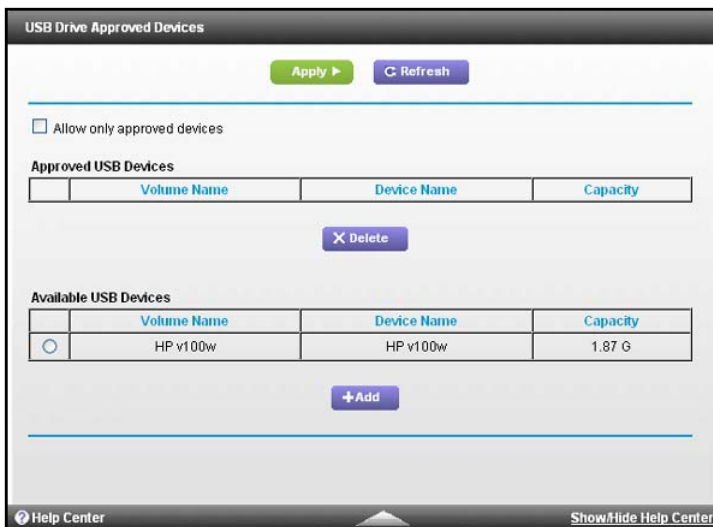 USB Drive Approved Devices
Apply Refresh
Allow only approved devices
Approved USB Devices
Volume Name Device Name Capacity
Delete
Available USB Devices
Volume Name Device Name Capacity
HP v100w HP v100w 1.87 G
+Add
Help Center Show/Hide Help Center